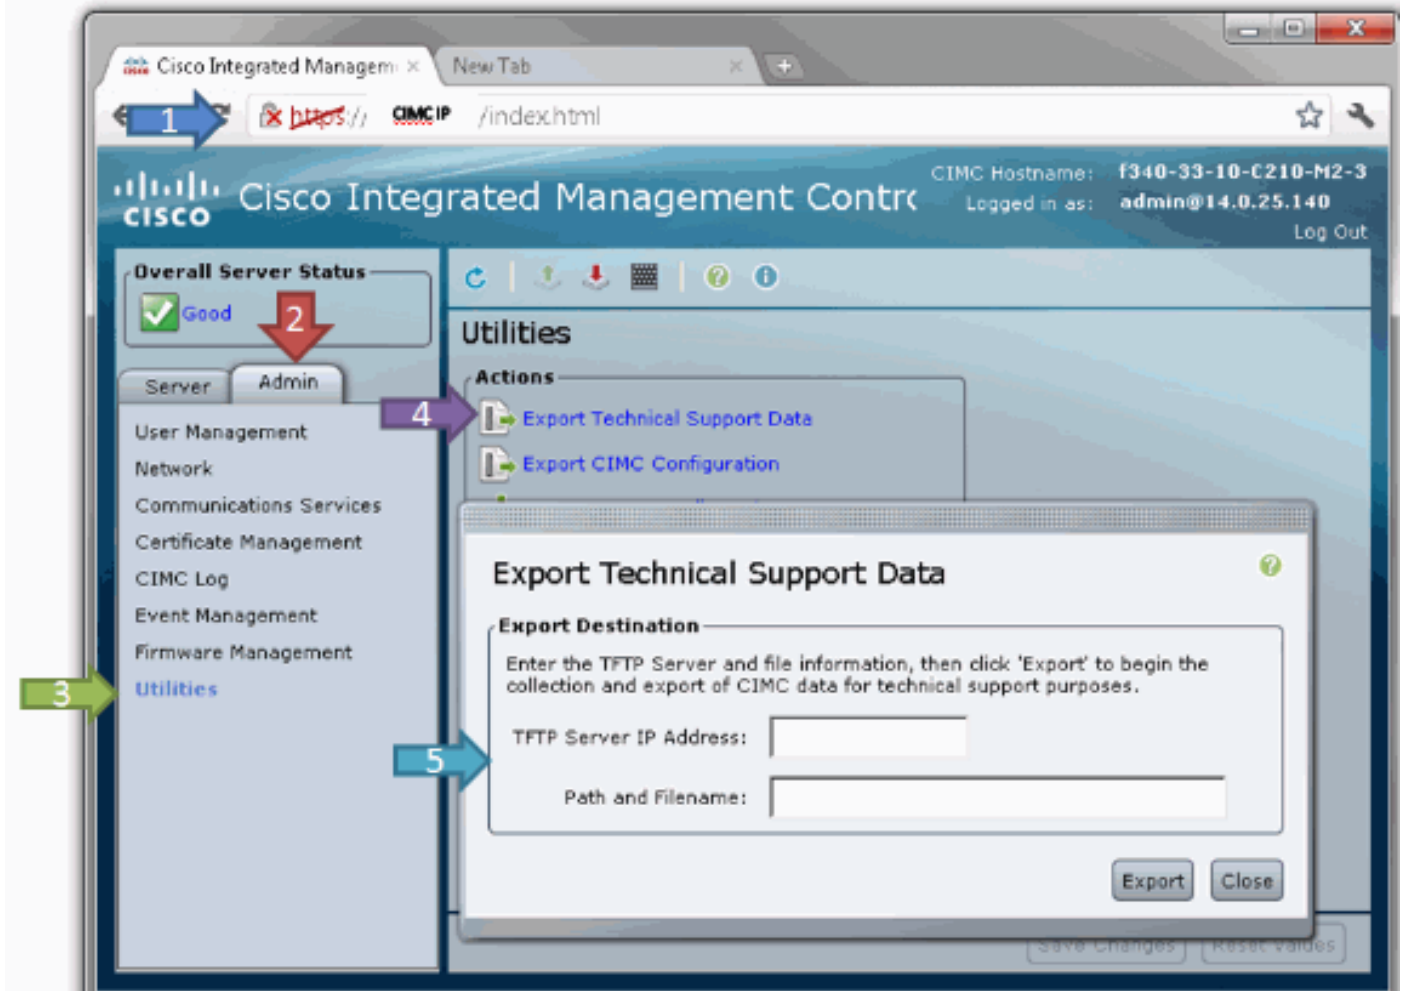 Cisco Integrated Managem
New Tab
1
https://
CIMC IP
/index.html
CISCO
Cisco Integrated Management Contr
CIMC Hostname: f340-33-10-C210-M2-3
Logged in as: admin@14.0.25.140
Log Out
Overall Server Status
Good
2
Server
Admin
User Management
Network
Communications Services
Certificate Management
CIMC Log
Event Management
Firmware Management
3
Utilities
Utilities
Actions
4
Export Technical Support Data
Export CIMC Configuration
Export Technical Support Data
Export Destination
Enter the TFTP Server and file information, then click 'Export' to begin the
collection and export of CIMC data for technical support purposes.
5
TFTP Server IP Address:
Path and Filename:
Export
Close
Save Changes
Reset Values